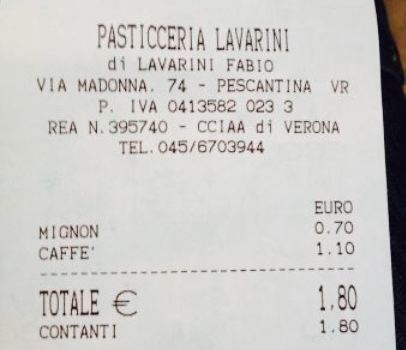 PASTICCERIA LAVARINI
di LAVARINI FABIO
VIA MADONNA. 74 - PESCANTINA VR
P. IVA 0413582 023 3
REA N.395740 - CCIAA di VERONA
TEL.045/6703944
EURO
MIGNON 0.70
CAFFE' 1.10
TOTALE € 1.80
CONTANTI 1.80